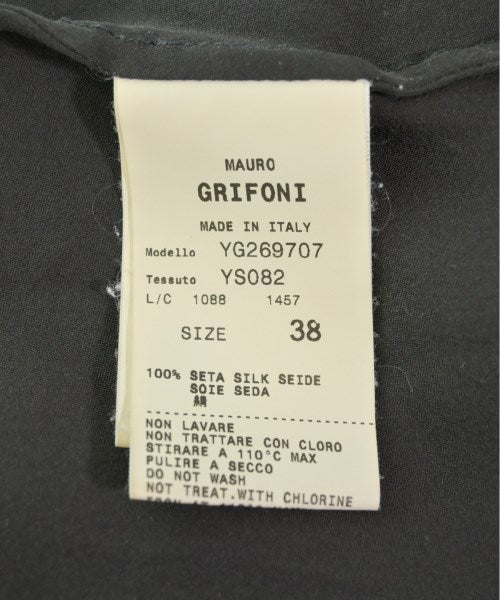 MAURO
GRIFONI
MADE IN ITALY
Modello YG269707
Tessuto YS082
L/C 1088 1457
SIZE 38
100% SETA SILK SEIDE
SOIE SEDA
絹
NON LAVARE
NON TRATTARE CON CLORO
STIRARE A 110°C MAX
PULIRE A SECCO
DO NOT WASH
NOT TREAT.WITH CHLORINE